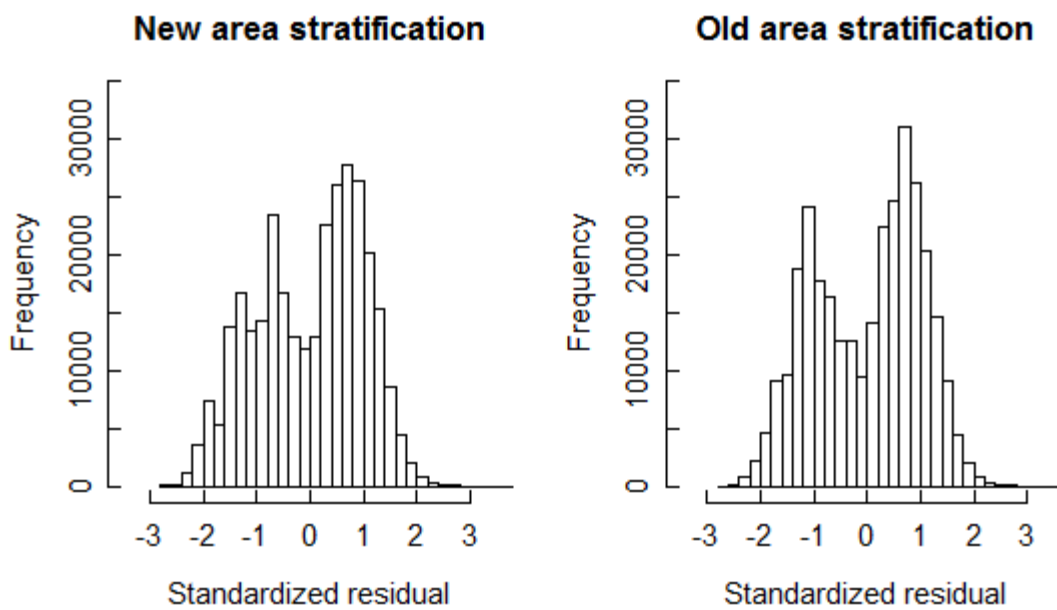 New area stratification
Frequency
0
10000
20000
30000
-3 -2 -1 0 1 2 3
Standardized residual
Old area stratification
Frequency
0
10000
20000
30000
-3 -2 -1 0 1 2 3
Standardized residual